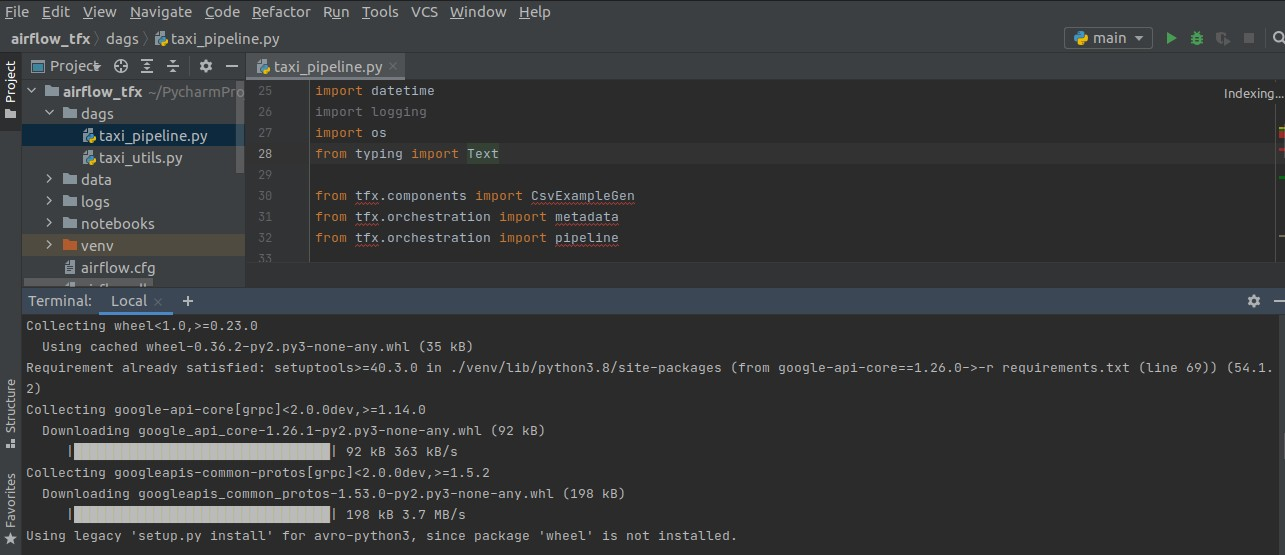 File Edit View Navigate Code Refactor Run Tools VCS Window Help
airflow_tfx dags taxi_pipeline.py main
Project taxi_pipeline.py
Project
airflow_tfx ~/PycharmPro
dags
taxi_pipeline.py
taxi_utils.py
data
logs
notebooks
venv
airflow.cfg
25 import datetime
Indexing...
26 import logging
27 import os
28 from typing import Text
29
30 from tfx.components import CsvExampleGen
31 from tfx.orchestration import metadata
32 from tfx.orchestration import pipeline
33
Terminal: Local +
Collecting wheel<1.0,>=0.23.0
Using cached wheel-0.36.2-py2.py3-none-any.whl (35 kB)
Requirement already satisfied: setuptools>=40.3.0 in ./venv/lib/python3.8/site-packages (from google-api-core==1.26.0->-r requirements.txt (line 69)) (54.1.
2)
Collecting google-api-core[grpc]<2.0.0dev,>=1.14.0
Downloading google_api_core-1.26.1-py2.py3-none-any.whl (92 kB)
|████████████████████████████████| 92 kB 363 kB/s
Collecting googleapis-common-protos[grpc]<2.0.0dev,>=1.5.2
Downloading googleapis_common_protos-1.53.0-py2.py3-none-any.whl (198 kB)
|████████████████████████████████| 198 kB 3.7 MB/s
Using legacy 'setup.py install' for avro-python3, since package 'wheel' is not installed.
Structure
Favorites